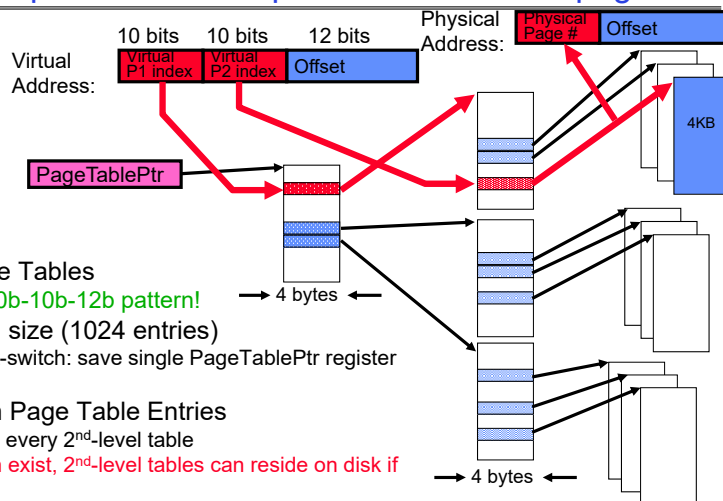 Physical
Address:
Physical
Page #
Offset
10 bits 10 bits 12 bits
Virtual
Address:
Virtual
P1 index
Virtual
P2 index
Offset
4KB
PageTablePtr
Tables
0b-10b-12b pattern!
size (1024 entries)
-switch: save single PageTablePtr register
4 bytes
Page Table Entries
every 2nd-level table
exist, 2nd-level tables can reside on disk if
4 bytes